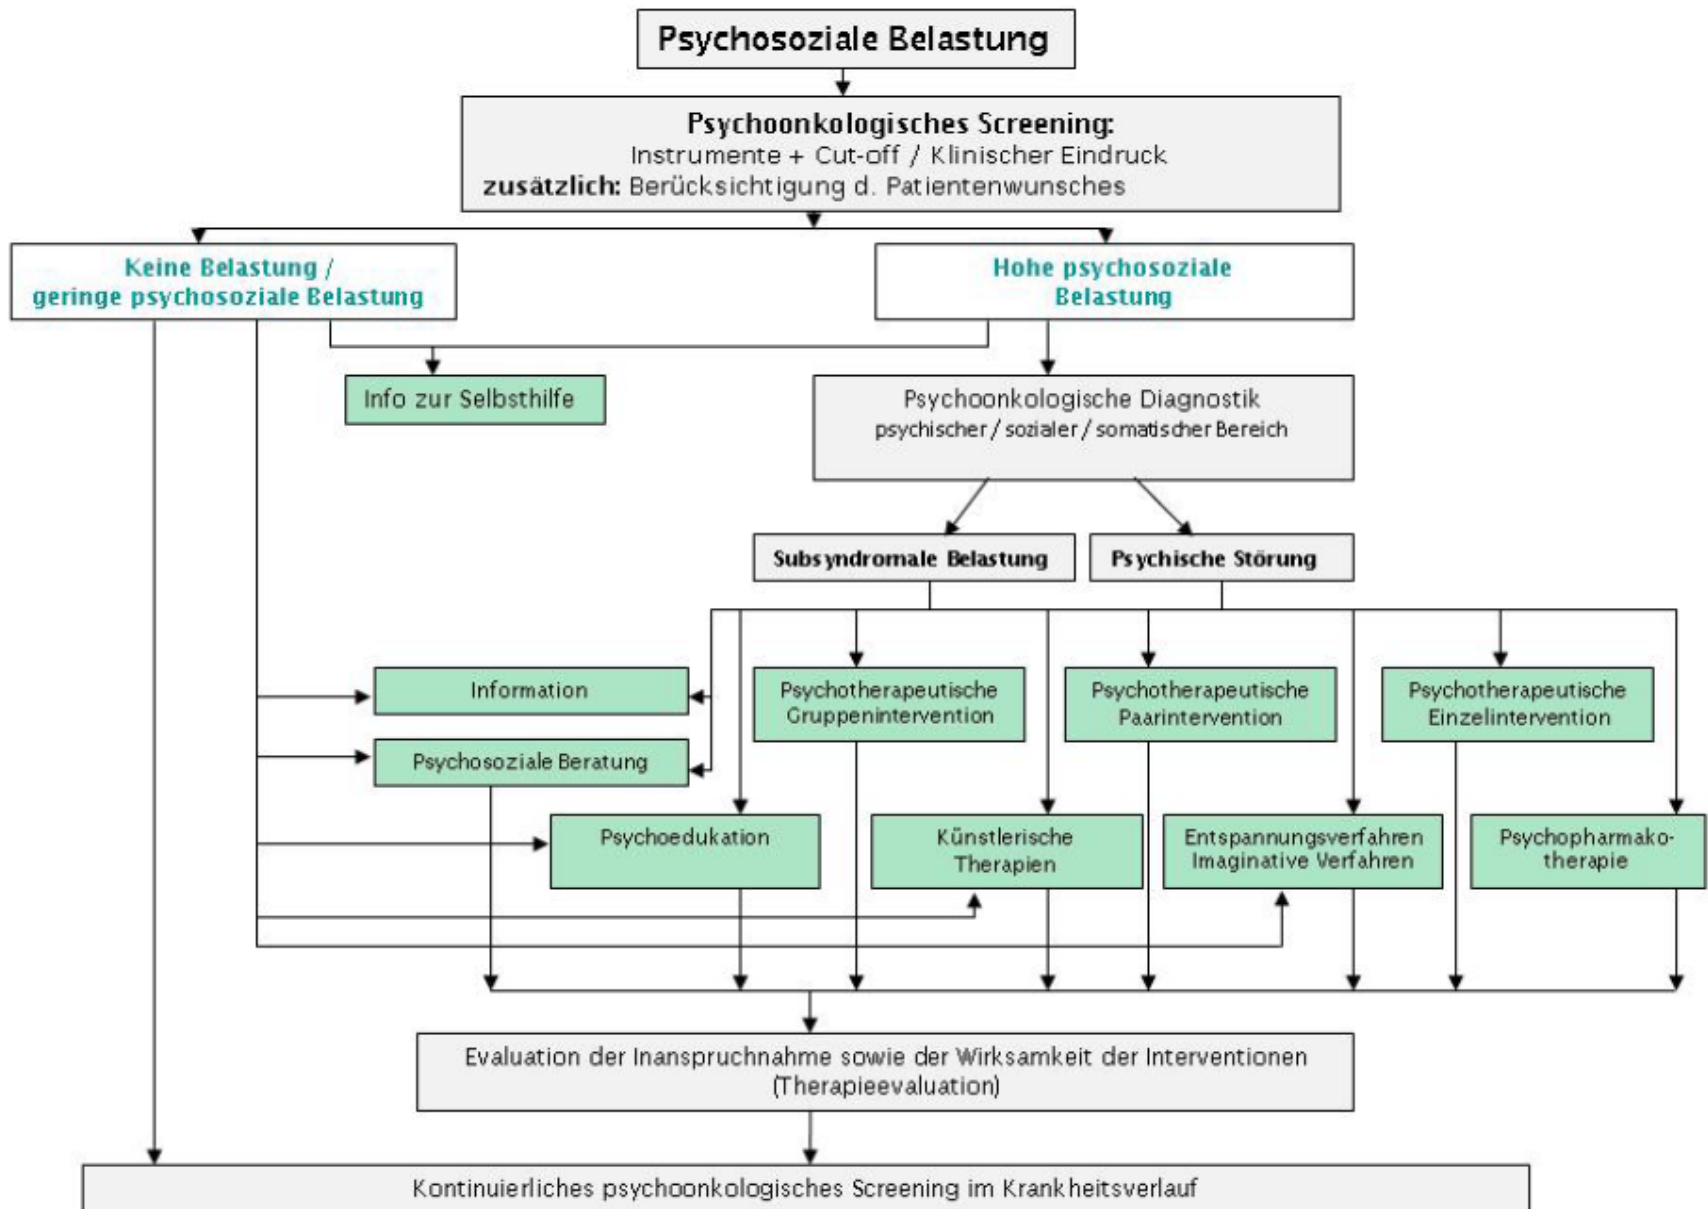 Psychosoziale Belastung
Psychoonkologisches Screening:
Instrumente + Cut-off / Klinischer Eindruck
zusätzlich: Berücksichtigung d. Patientenwunsches
Keine Belastung /
geringe psychosoziale Belastung
Hohe psychosoziale
Belastung
Info zur Selbsthilfe
Psychoonkologische Diagnostik
psychischer / sozialer / somatischer Bereich
Subsyndromale Belastung
Psychische Störung
Information
Psychosoziale Beratung
Psychotherapeutische
Gruppenintervention
Psychotherapeutische
Paarintervention
Psychotherapeutische
Einzelintervention
Psychoedukation
Künstlerische
Therapien
Entspannungsverfahren
Imaginative Verfahren
Psychopharmako-
therapie
Evaluation der Inanspruchnahme sowie der Wirksamkeit der Interventionen
(Therapieevaluation)
Kontinuierliches psychoonkologisches Screening im Krankheitsverlauf